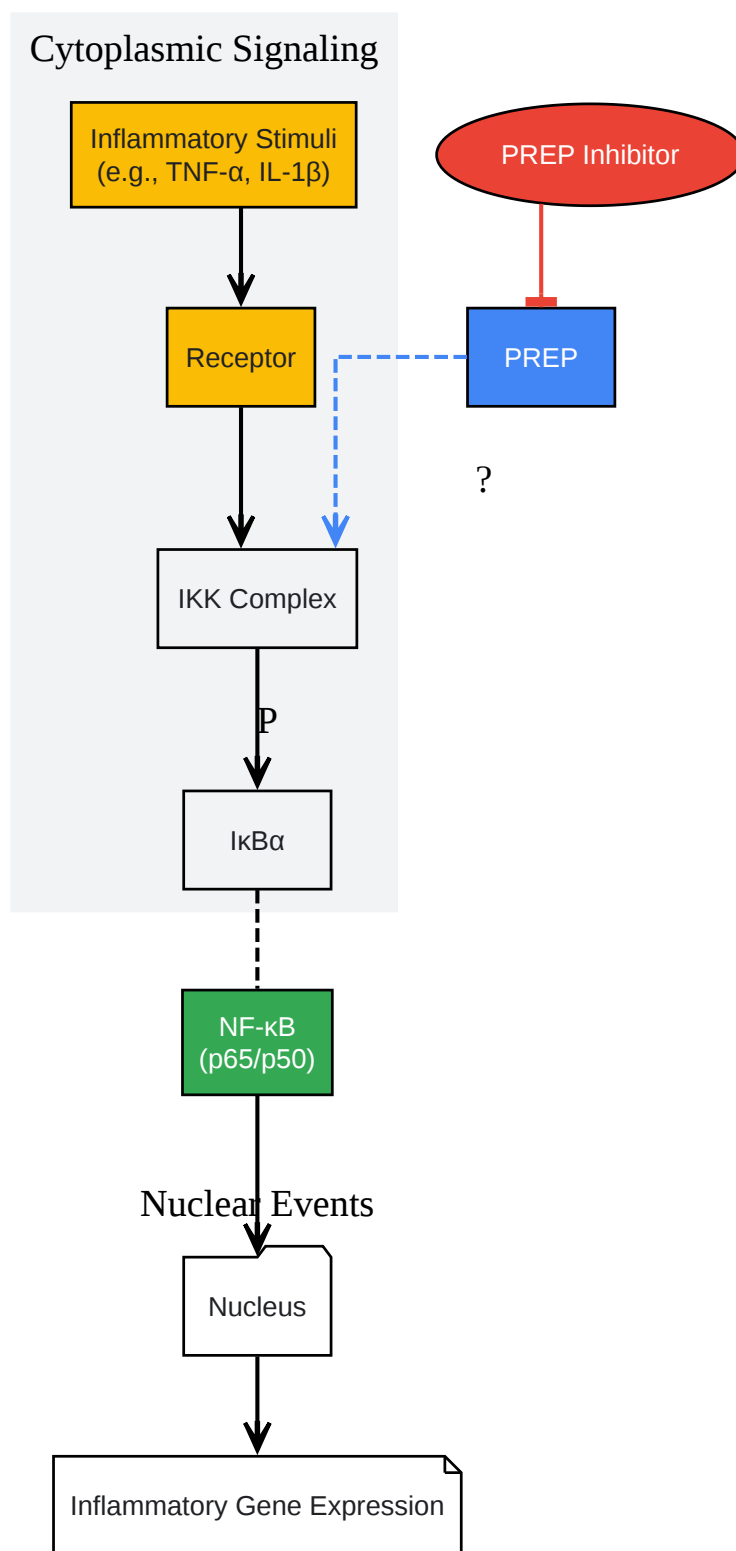 Cytoplasmic Signaling
Inflammatory Stimuli
(e.g., TNF-α, IL-1β)
PREP Inhibitor
Receptor
PREP
?
IKK Complex
P
IκBα
NF-κB
(p65/p50)
Nuclear Events
Nucleus
Inflammatory Gene Expression